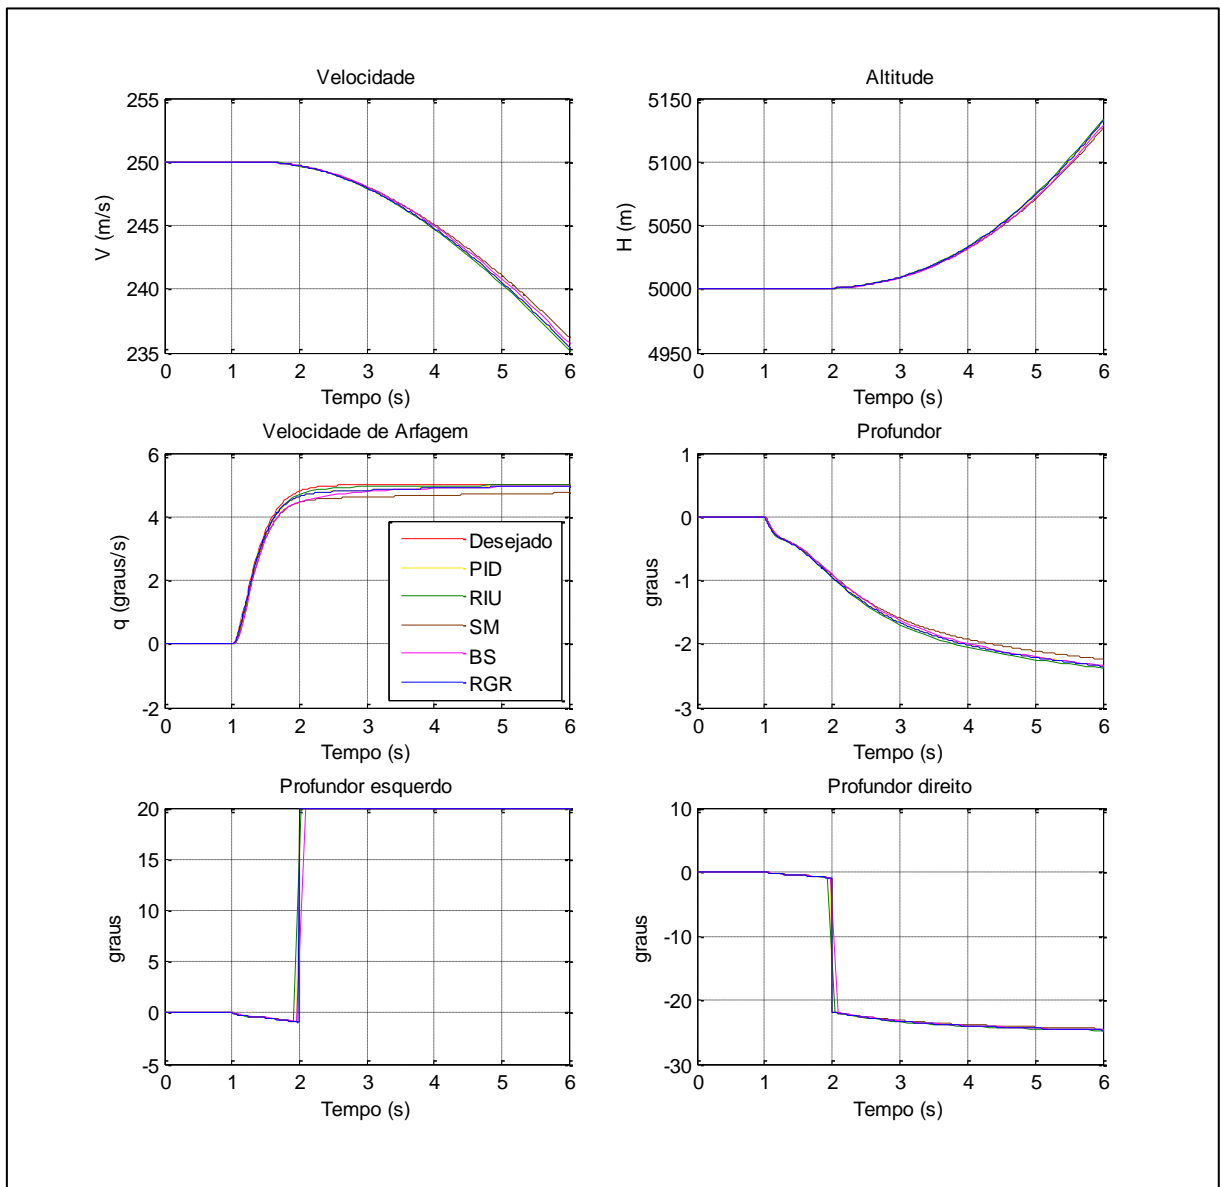 Velocidade
255
250
245
240
235
V (m/s)
0 1 2 3 4 5 6
Tempo (s)
Altitude
5150
5100
5050
5000
4950
H (m)
0 1 2 3 4 5 6
Tempo (s)
Velocidade de Arfagem
6
4
2
0
-2
q (graus/s)
0 1 2 3 4 5 6
Tempo (s)
Desejado
PID
RIU
SM
BS
RGR
Profundor
1
0
-1
-2
-3
graus
0 1 2 3 4 5 6
Tempo (s)
Profundor esquerdo
20
15
10
5
0
-5
graus
0 1 2 3 4 5 6
Tempo (s)
Profundor direito
10
0
-10
-20
-30
graus
0 1 2 3 4 5 6
Tempo (s)